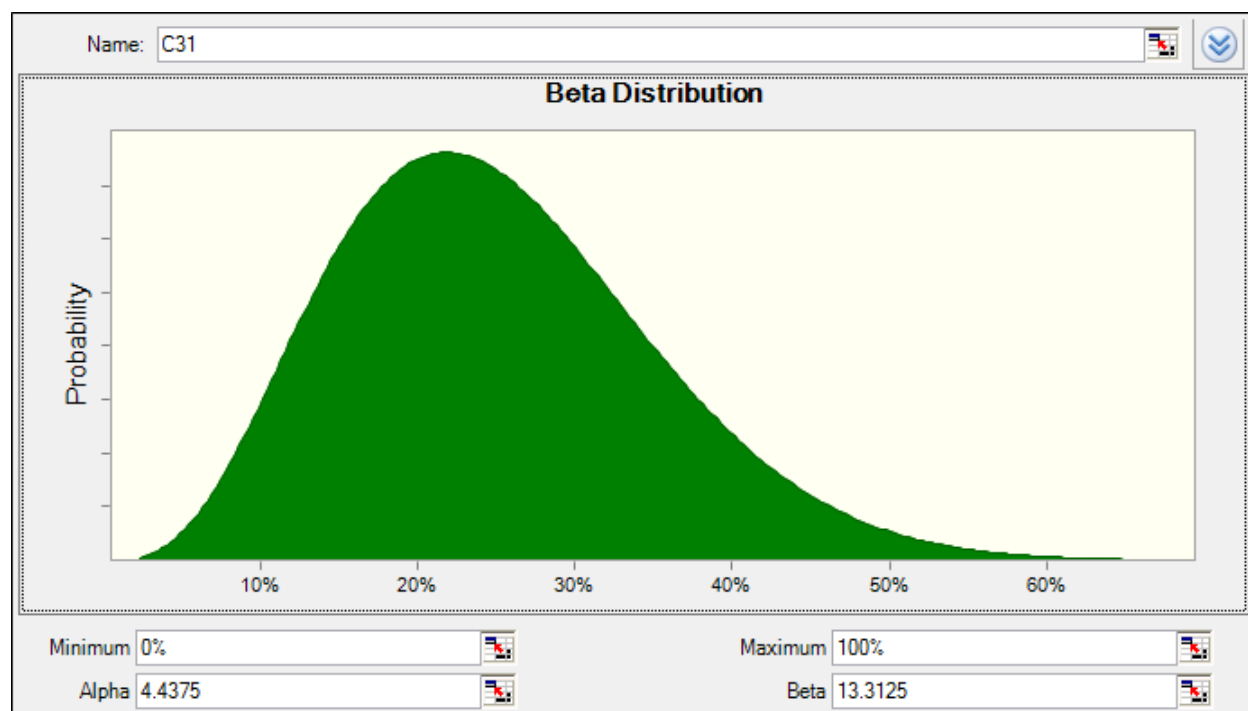 Name: C31
Beta Distribution
Probability
10% 20% 30% 40% 50% 60%
Minimum 0% Maximum 100%
Alpha 4.4375 Beta 13.3125